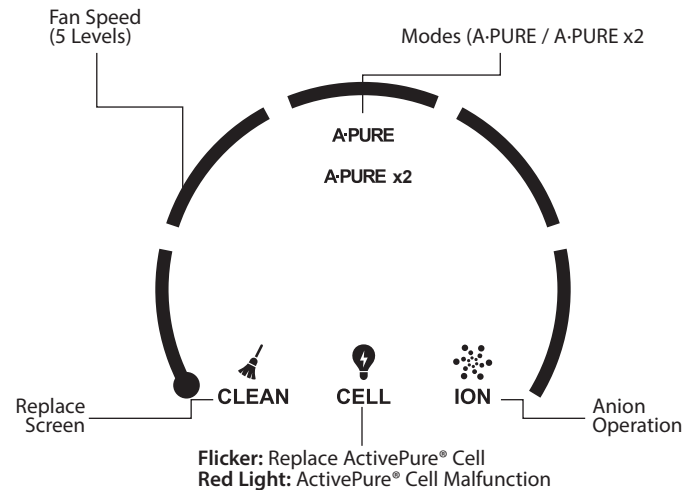 Fan Speed
(5 Levels)
Modes (A·PURE / A·PURE x2
A·PURE
A·PURE x2
CLEAN
CELL
ION
Replace
Screen
Anion
Operation
Flicker: Replace ActivePure® Cell
Red Light: ActivePure® Cell Malfunction